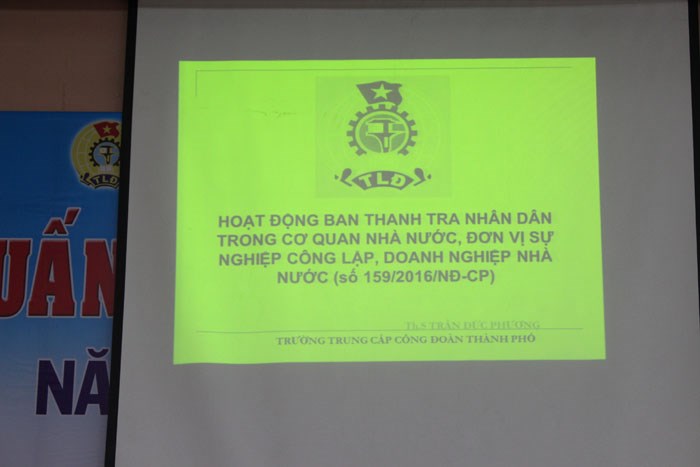 TLĐ
UẤN
NĂ
TLĐ
HOẠT ĐỘNG BAN THANH TRA NHÂN DÂN
TRONG CƠ QUAN NHÀ NƯỚC, ĐƠN VỊ SỰ
NGHIỆP CÔNG LẬP, DOANH NGHIỆP NHÀ
NƯỚC (số 159/2016/NĐ-CP)
Th.S TRẦN ĐỨC PHƯƠNG
TRƯỜNG TRUNG CẤP CÔNG ĐOÀN THÀNH PHỐ